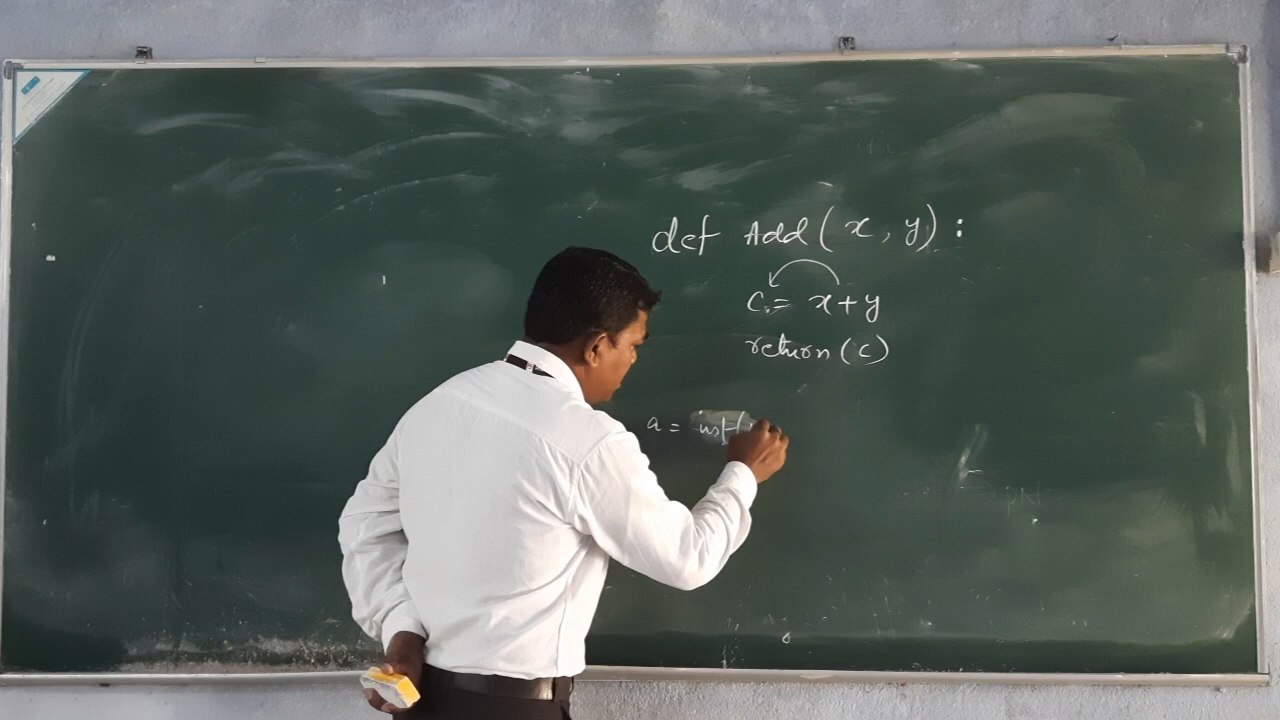 def Add(x, y):
c = x+y
return(c)
a =